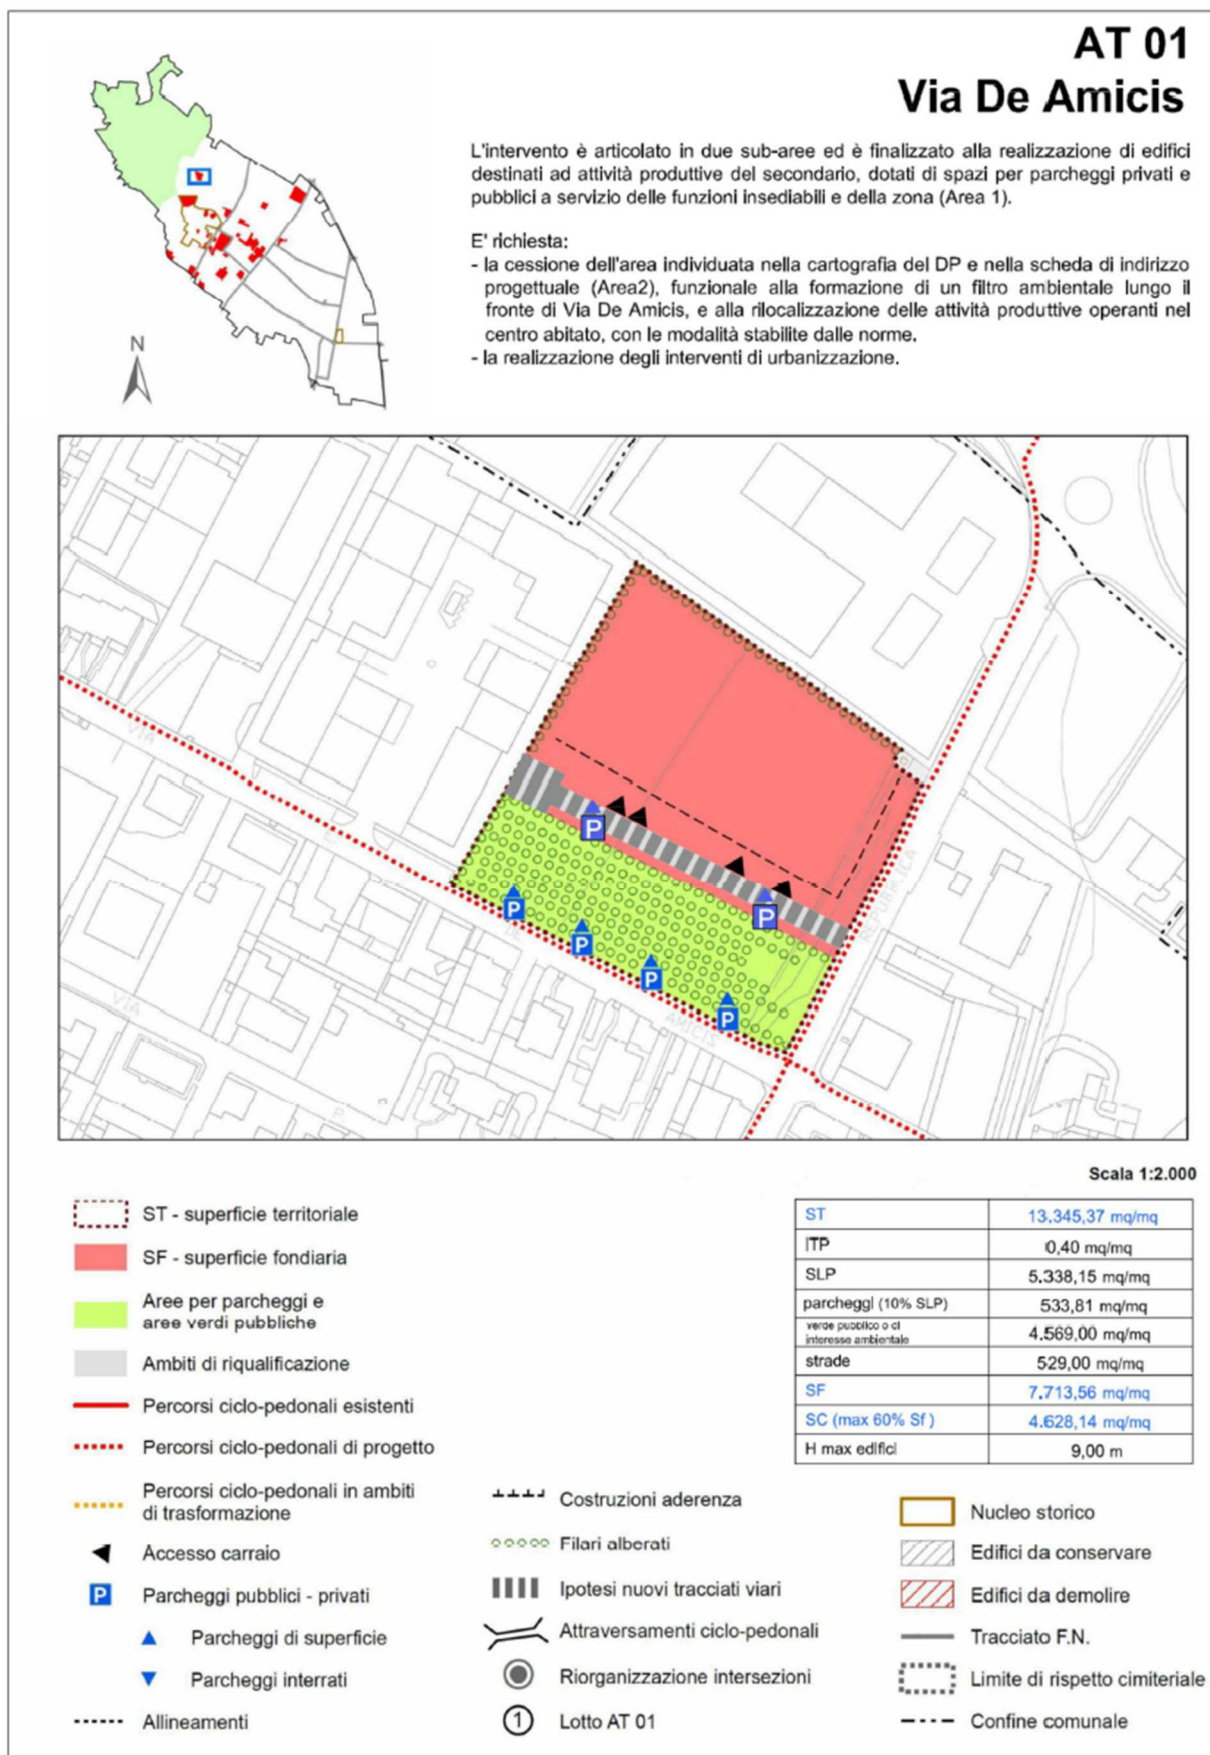 AT 01
Via De Amicis
L'intervento è articolato in due sub-aree ed è finalizzato alla realizzazione di edifici
destinati ad attività produttive del secondario, dotati di spazi per parcheggi privati e
pubblici a servizio delle funzioni insediabili e della zona (Area 1).
E' richiesta:
- la cessione dell'area individuata nella cartografia del DP e nella scheda di indirizzo
progettuale (Area2), funzionale alla formazione di un filtro ambientale lungo il
fronte di Via De Amicis, e alla rilocalizzazione delle attività produttive operanti nel
centro abitato, con le modalità stabilite dalle norme.
- la realizzazione degli interventi di urbanizzazione.
N
VIA
DE
AMICIS
REPUBBLICA
VIA
P
P
P
P
P
P
Scala 1:2.000
ST 13.345,37 mq/mq
ITP 0,40 mq/mq
SLP 5.338,15 mq/mq
parcheggi (10% SLP) 533,81 mq/mq
verde pubblico o di
interesse ambientale 4.569,00 mq/mq
strade 529,00 mq/mq
SF 7.713,56 mq/mq
SC (max 60% Sf) 4.628,14 mq/mq
H max edifici 9,00 m
ST - superficie territoriale
SF - superficie fondiaria
Aree per parcheggi e
aree verdi pubbliche
Ambiti di riqualificazione
Percorsi ciclo-pedonali esistenti
Percorsi ciclo-pedonali di progetto
Percorsi ciclo-pedonali in ambiti
di trasformazione
Accesso carraio
P Parcheggi pubblici - privati
Parcheggi di superficie
Parcheggi interrati
Allineamenti
Costruzioni aderenza
Filari alberati
Ipotesi nuovi tracciati viari
Attraversamenti ciclo-pedonali
Riorganizzazione intersezioni
1 Lotto AT 01
Nucleo storico
Edifici da conservare
Edifici da demolire
Tracciato F.N.
Limite di rispetto cimiteriale
Confine comunale